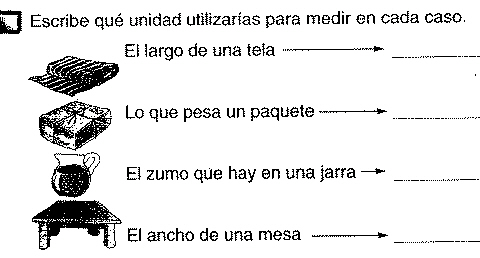 Escribe qué unidad utilizarías para medir en cada caso.
El largo de una tela
Lo que pesa un paquete
El zumo que hay en una jarra
El ancho de una mesa